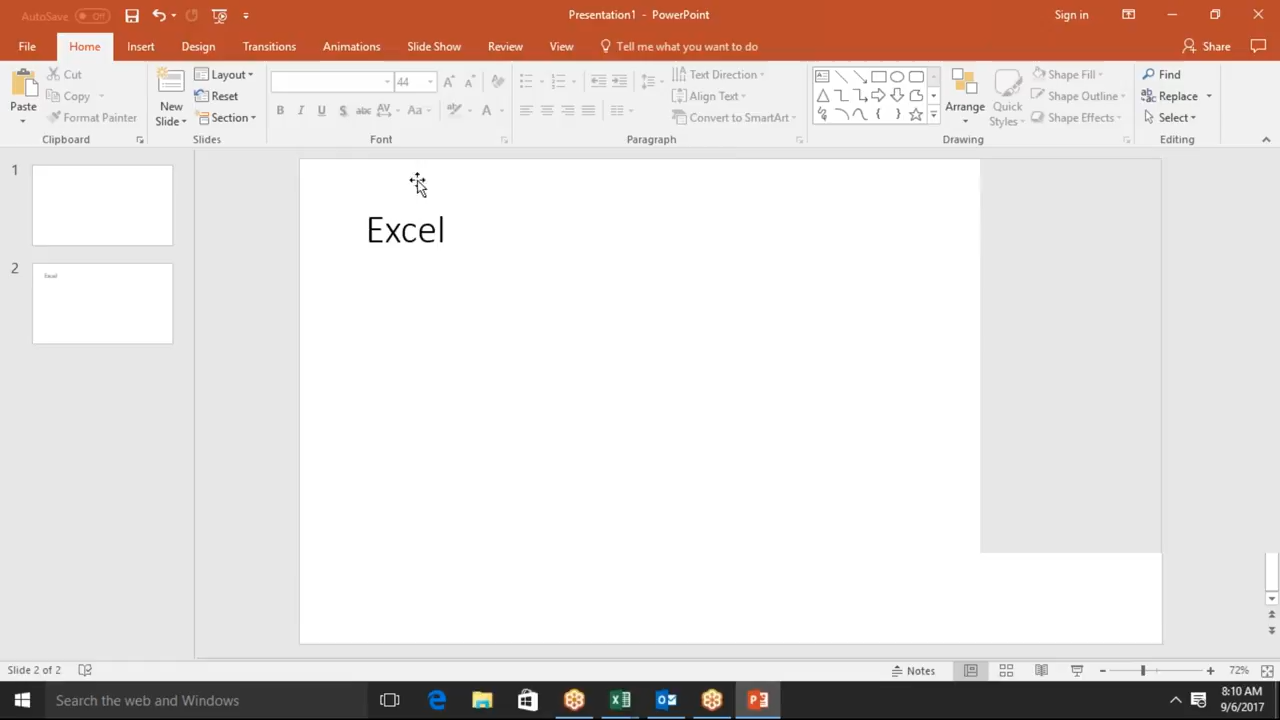 AutoSave Off
Presentation1 - PowerPoint
Sign in
File Home Insert Design Transitions Animations Slide Show Review View Tell me what you want to do Share
Paste
Cut
Copy
Format Painter
Clipboard
New Slide
Layout
Reset
Section
Slides
44
B I U S abc AV Aa A
Font
Text Direction
Align Text
Convert to SmartArt
Paragraph
Arrange
Quick Styles
Shape Fill
Shape Outline
Shape Effects
Drawing
Find
Replace
Select
Editing
1
2
Excel
Excel
Slide 2 of 2
Notes
72%
Search the web and Windows
8:10 AM
9/6/2017